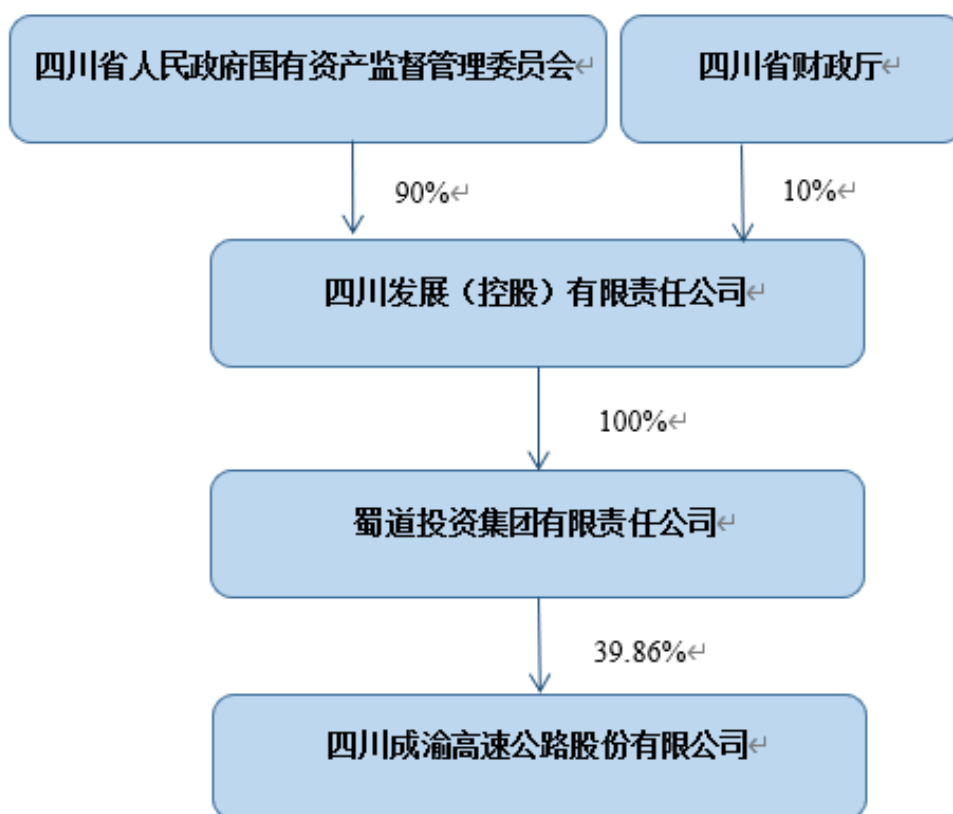 四川省人民政府国有资产监督管理委员会↵
四川省财政厅↵
90%↵
10%↵
四川发展（控股）有限责任公司↵
100%↵
蜀道投资集团有限责任公司↵
39.86%↵
四川成渝高速公路股份有限公司↵